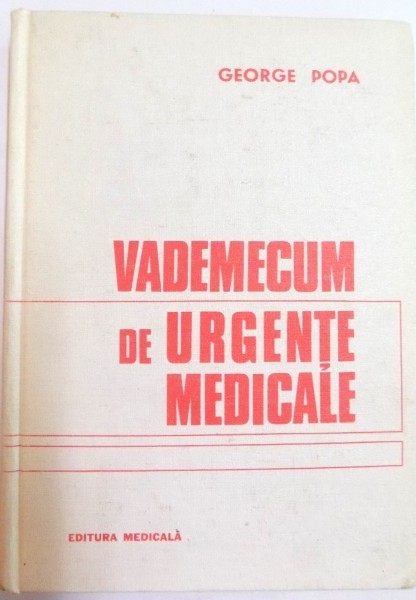 GEORGE POPA
VADEMECUM
DE URGENȚE
MEDICALE
EDITURA MEDICALĂ